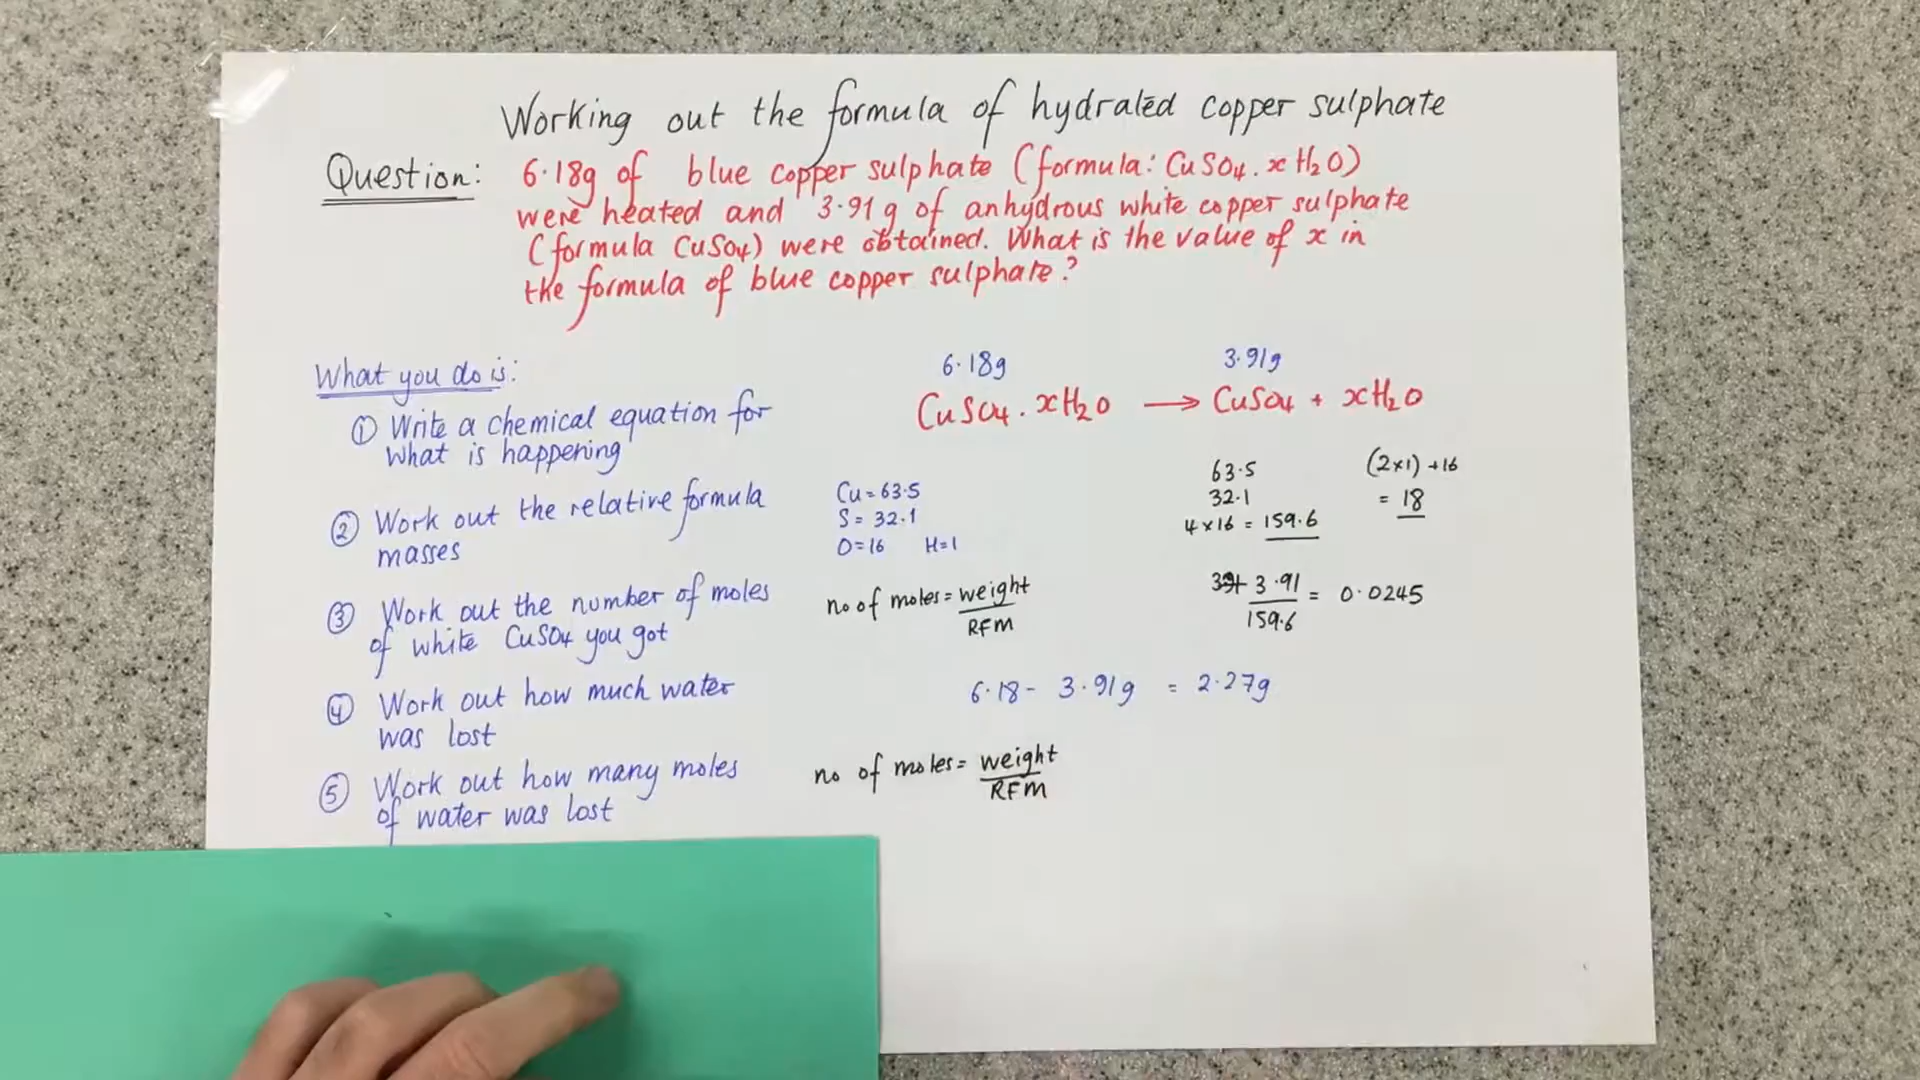 Working out the formula of hydrated copper sulphate
Question: 6.18g of blue copper sulphate (formula: CuSO4.xH2O)
were heated and 3.91g of anhydrous white copper sulphate
(formula CuSO4) were obtained. What is the value of x in
the formula of blue copper sulphate?
What you do is:
① Write a chemical equation for
what is happening
6.18g 3.91g
CuSO4.xH2O → CuSO4 + xH2O
② Work out the relative formula
masses
Cu = 63.5
S = 32.1
O = 16 H = 1
63.5
32.1
4 x 16 = 159.6
(2x1) + 16
= 18
③ Work out the number of moles
of white CuSO4 you got
no of moles = weight
RFM
3.91
159.6
= 0.0245
④ Work out how much water
was lost
6.18 - 3.91g = 2.27g
⑤ Work out how many moles
of water was lost
no of moles = weight
RFM